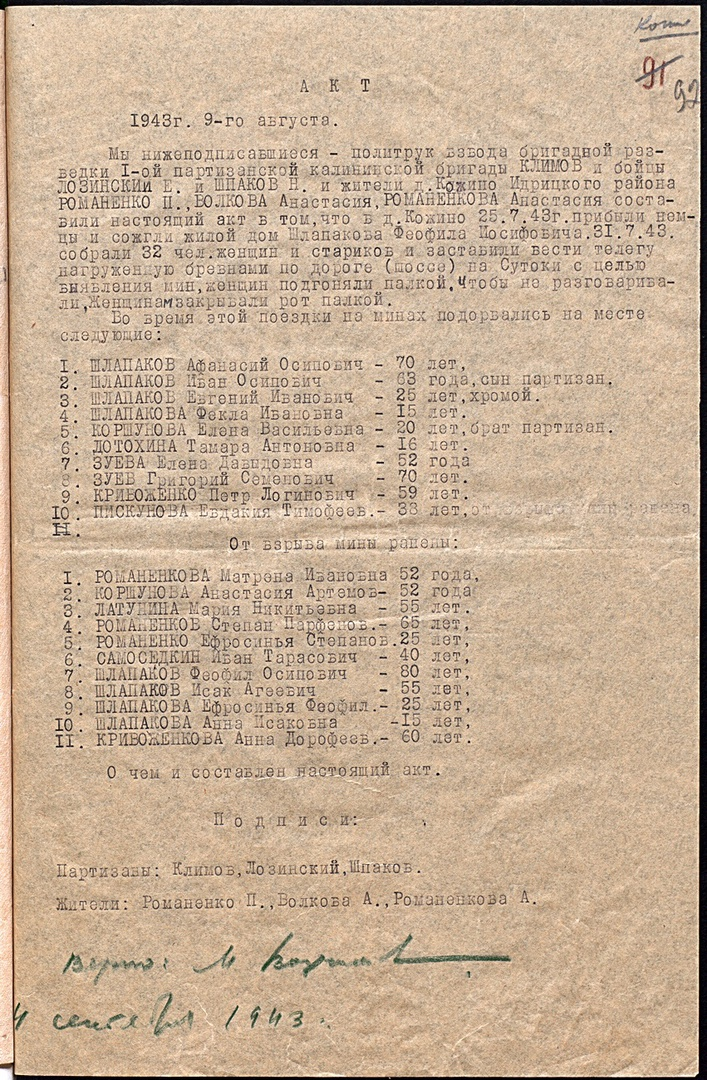 Копия
91
92
А К Т
1943г. 9-го августа.
Мы нижеподписавшиеся - политрук взвода бригадной раз-
ведки I-ой партизанской калининской бригады КЛИМОВ и бойцы
ЛОЗИНСКИЙ Е. и ШПАКОВ Н. и жители д.Кожино Идрицкого района
РОМАНЕНКО П.,ВОЛКОВА Анастасия,РОМАНЕНКОВА Анастасия соста-
вили настоящий акт в том,что в д.Кожино 25.7.43г.прибыли нем-
цы и сожгли жилой дом Шлапакова Феофила Иосифовича.31.7.43.
собрали 32 чел.женщин и стариков и заставили вести телегу
нагруженную бревнами по дороге (шоссе) на Сутоки с целью
выявления мин,женщин подгоняли палкой,Чтобы не разговарива-
ли,Женщинам закрывали рот палкой.
Во время этой поездки на минах подорвались на месте
следующие:
I. ШЛАПАКОВ Афанасий Осипович - 70 лет,
2. ШЛАПАКОВ Иван Осипович - 63 года,сын партизан.
3. ШЛАПАКОВ Евгений Иванович - 25 лет,хромой.
4. ШЛАПАКОВА Фекла Ивановна - 15 лет.
5. КОРШУНОВА Елена Васильевна - 20 лет,брат партизан.
6. ЛОТОХИНА Тамара Антоновна - 16 лет.
7. ЗУЕВА Елена Давыдовна - 52 года
8. ЗУЕВ Григорий Семенович - 70 лет.
9. КРИВОЖЕНКО Петр Логинович - 59 лет.
IO. ПИСКУНОВА Евдакия Тимофеев.- 33 лет,
II.
От взрыва мины ранены:
I. РОМАНЕНКОВА Матрена Ивановна 52 года,
2. КОРШУНОВА Анастасия Артемов- 52 года
3. ЛАТУНИНА Мария Никитьевна - 55 лет.
4. РОМАНЕНКОВ Степан Парфенов.- 65 лет,
5. РОМАНЕНКО Ефросинья Степанов.25 лет,
6. САМОСЕДКИН Иван Тарасович - 40 лет,
7. ШЛАПАКОВ Феофил Осипович - 80 лет,
8. ШЛАПАКОВ Исак Агеевич - 55 лет,
9. ШЛАПАКОВА Ефросинья Феофил.- 25 лет,
IO. ШЛАПАКОВА Анна Исаковна -15 лет,
II. КРИВОЖЕНКОВА Анна Дорофеев.- 60 лет.
О чем и составлен настоящий акт.
П о д п и с и:
Партизаны: Климов,Лозинский,Шпаков.
Жители: Романенко П.,Волкова А.,Романенкова А.
Верно: М
4 сентября 1943.